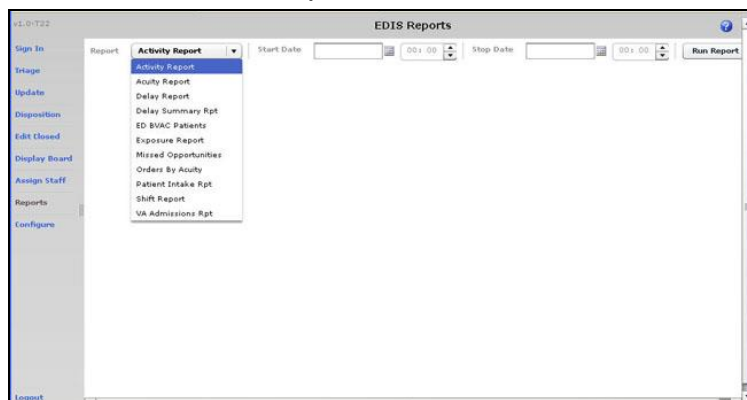 v1.0-T22
EDIS Reports
Sign In
Report Activity Report Start Date 00: 00 Stop Date 00: 00 Run Report
Triage
Activity Report
Acuity Report
Update
Delay Report
Disposition
Delay Summary Rpt
ED BVAC Patients
Edit Closed
Exposure Report
Display Board
Missed Opportunities
Orders By Acuity
Assign Staff
Patient Intake Rpt
Reports
Shift Report
VA Admissions Rpt
Configure
Logout